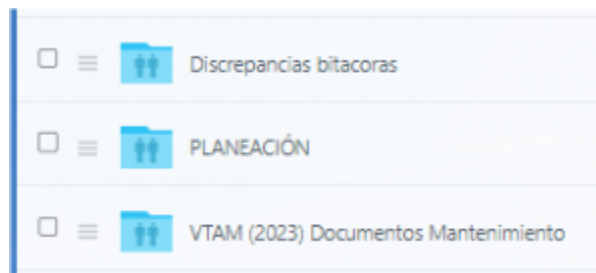 Discrepancias bitacoras
PLANEACIÓN
VTAM (2023) Documentos Mantenimiento